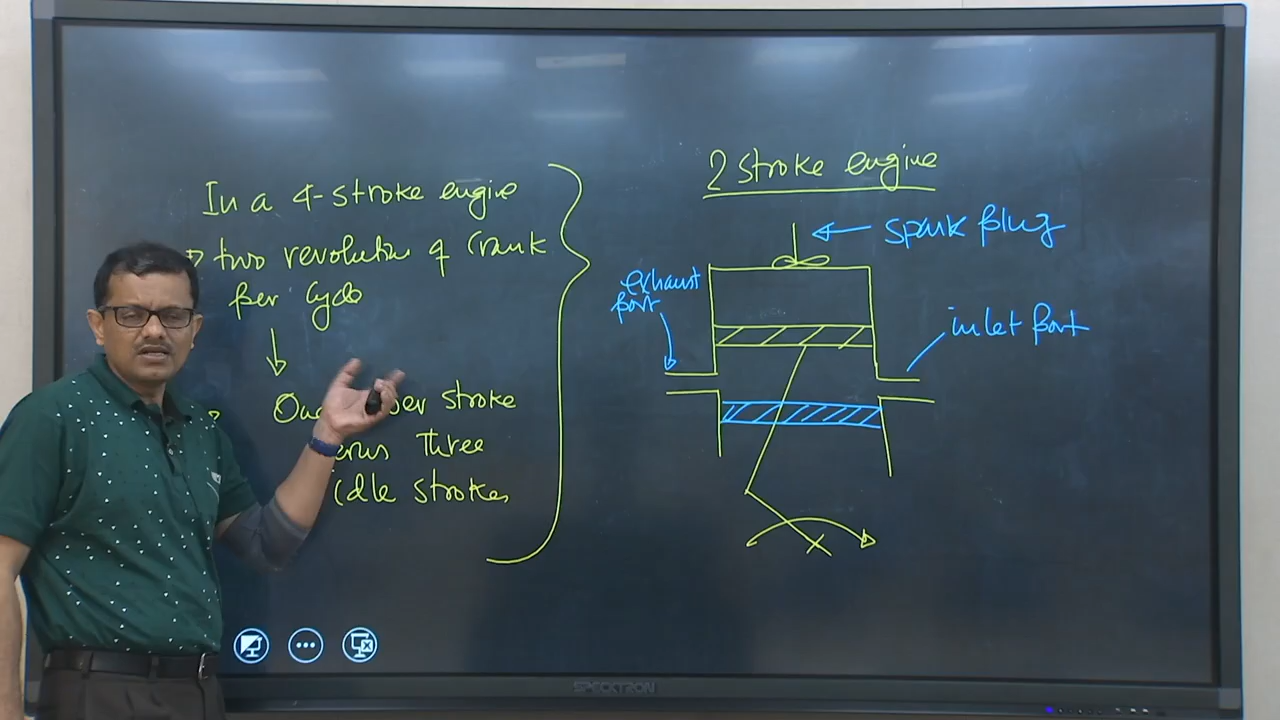 In a 4-stroke engine
two revolution of Crank
per Cycle
stroke
Three
idle strokes
2 stroke engine
spark plug
exhaust
port
inlet port
SPECKTRON